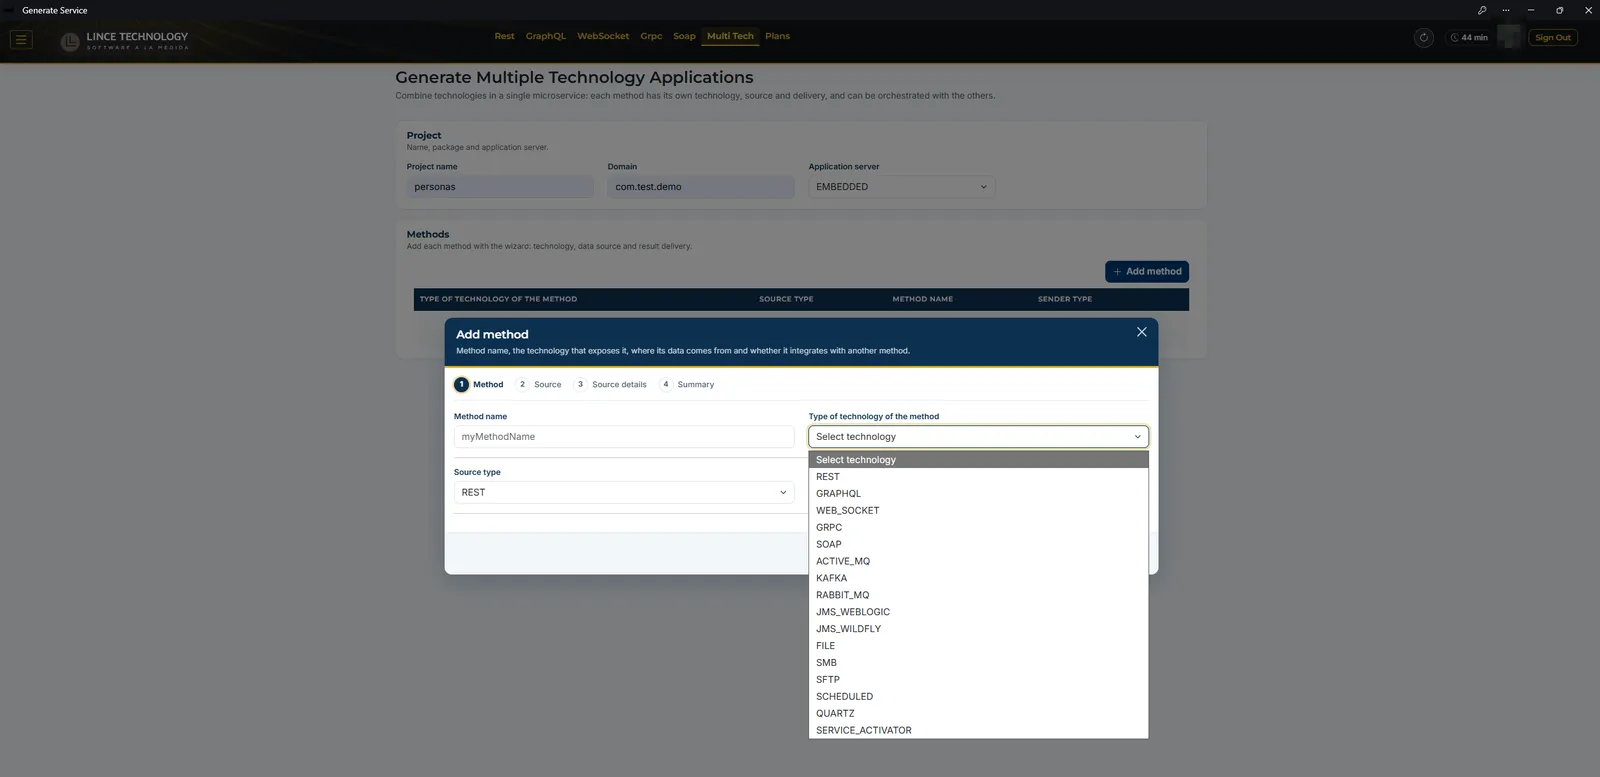 Generate Service
LINCE TECHNOLOGY
SOFTWARE A LA MEDIDA
Rest GraphQL WebSocket Grpc Soap Multi Tech Plans
44 min
Sign Out
Generate Multiple Technology Applications
Combine technologies in a single microservice: each method has its own technology, source and delivery, and can be orchestrated with the others.
Project
Name, package and application server.
Project name Domain Application server
personas com.test.demo EMBEDDED
Methods
Add each method with the wizard: technology, data source and result delivery.
+ Add method
TYPE OF TECHNOLOGY OF THE METHOD SOURCE TYPE METHOD NAME SENDER TYPE
Add method
Method name, the technology that exposes it, where its data comes from and whether it integrates with another method.
1 Method 2 Source 3 Source details 4 Summary
Method name Type of technology of the method
myMethodName Select technology
Source type
REST
Select technology
REST
GRAPHQL
WEB_SOCKET
GRPC
SOAP
ACTIVE_MQ
KAFKA
RABBIT_MQ
JMS_WEBLOGIC
JMS_WILDFLY
FILE
SMB
SFTP
SCHEDULED
QUARTZ
SERVICE_ACTIVATOR